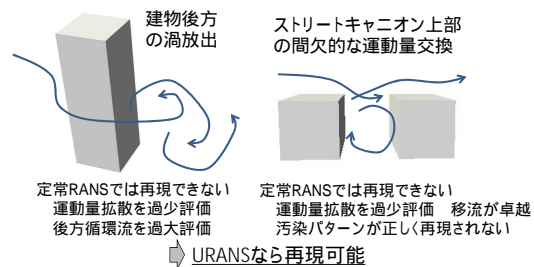 建物後方
の渦放出
定常RANSでは再現できない
運動量拡散を過少評価
後方循環流を過大評価
ストリートキャニオン上部
の間欠的な運動量交換
定常RANSでは再現できない
運動量拡散を過少評価　移流が卓越
汚染パターンが正しく再現されない
URANSなら再現可能